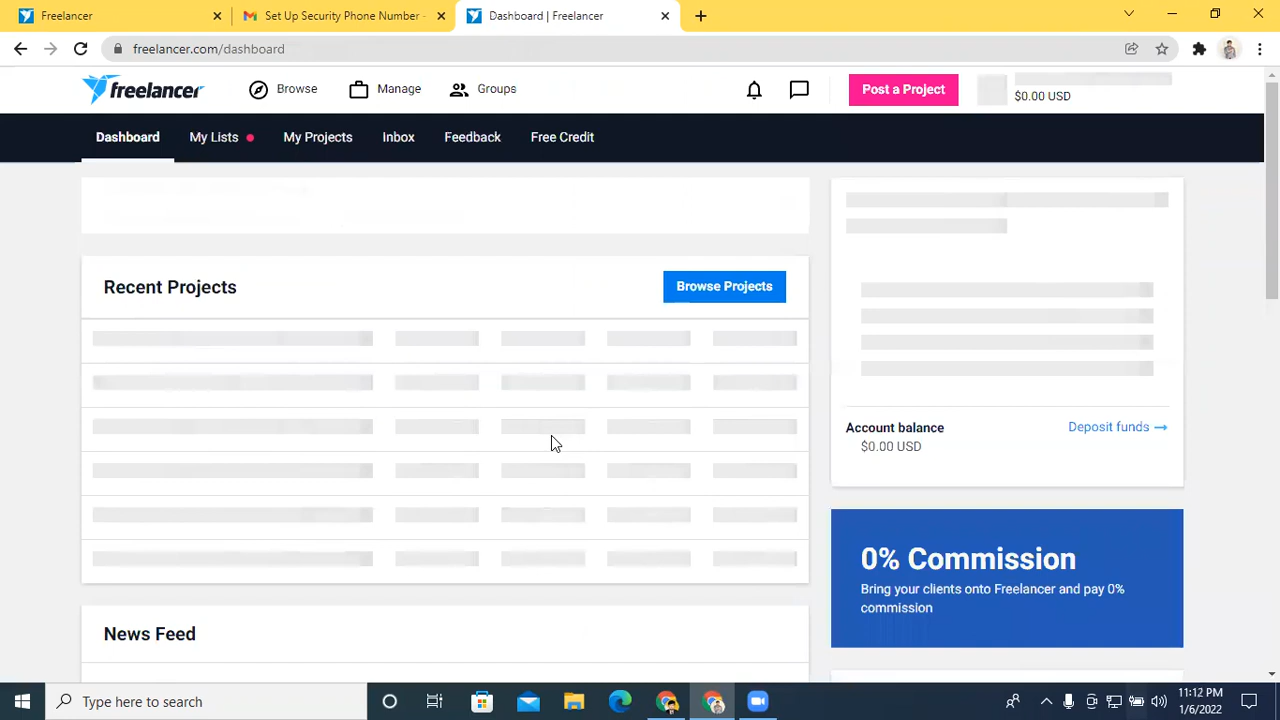 Freelancer
Set Up Security Phone Number -
Dashboard | Freelancer
freelancer.com/dashboard
freelancer
Browse
Manage
Groups
Post a Project
$0.00 USD
Dashboard
My Lists
My Projects
Inbox
Feedback
Free Credit
Recent Projects
Browse Projects
Account balance
Deposit funds →
$0.00 USD
0% Commission
Bring your clients onto Freelancer and pay 0%
commission
News Feed
Type here to search
11:12 PM
1/6/2022